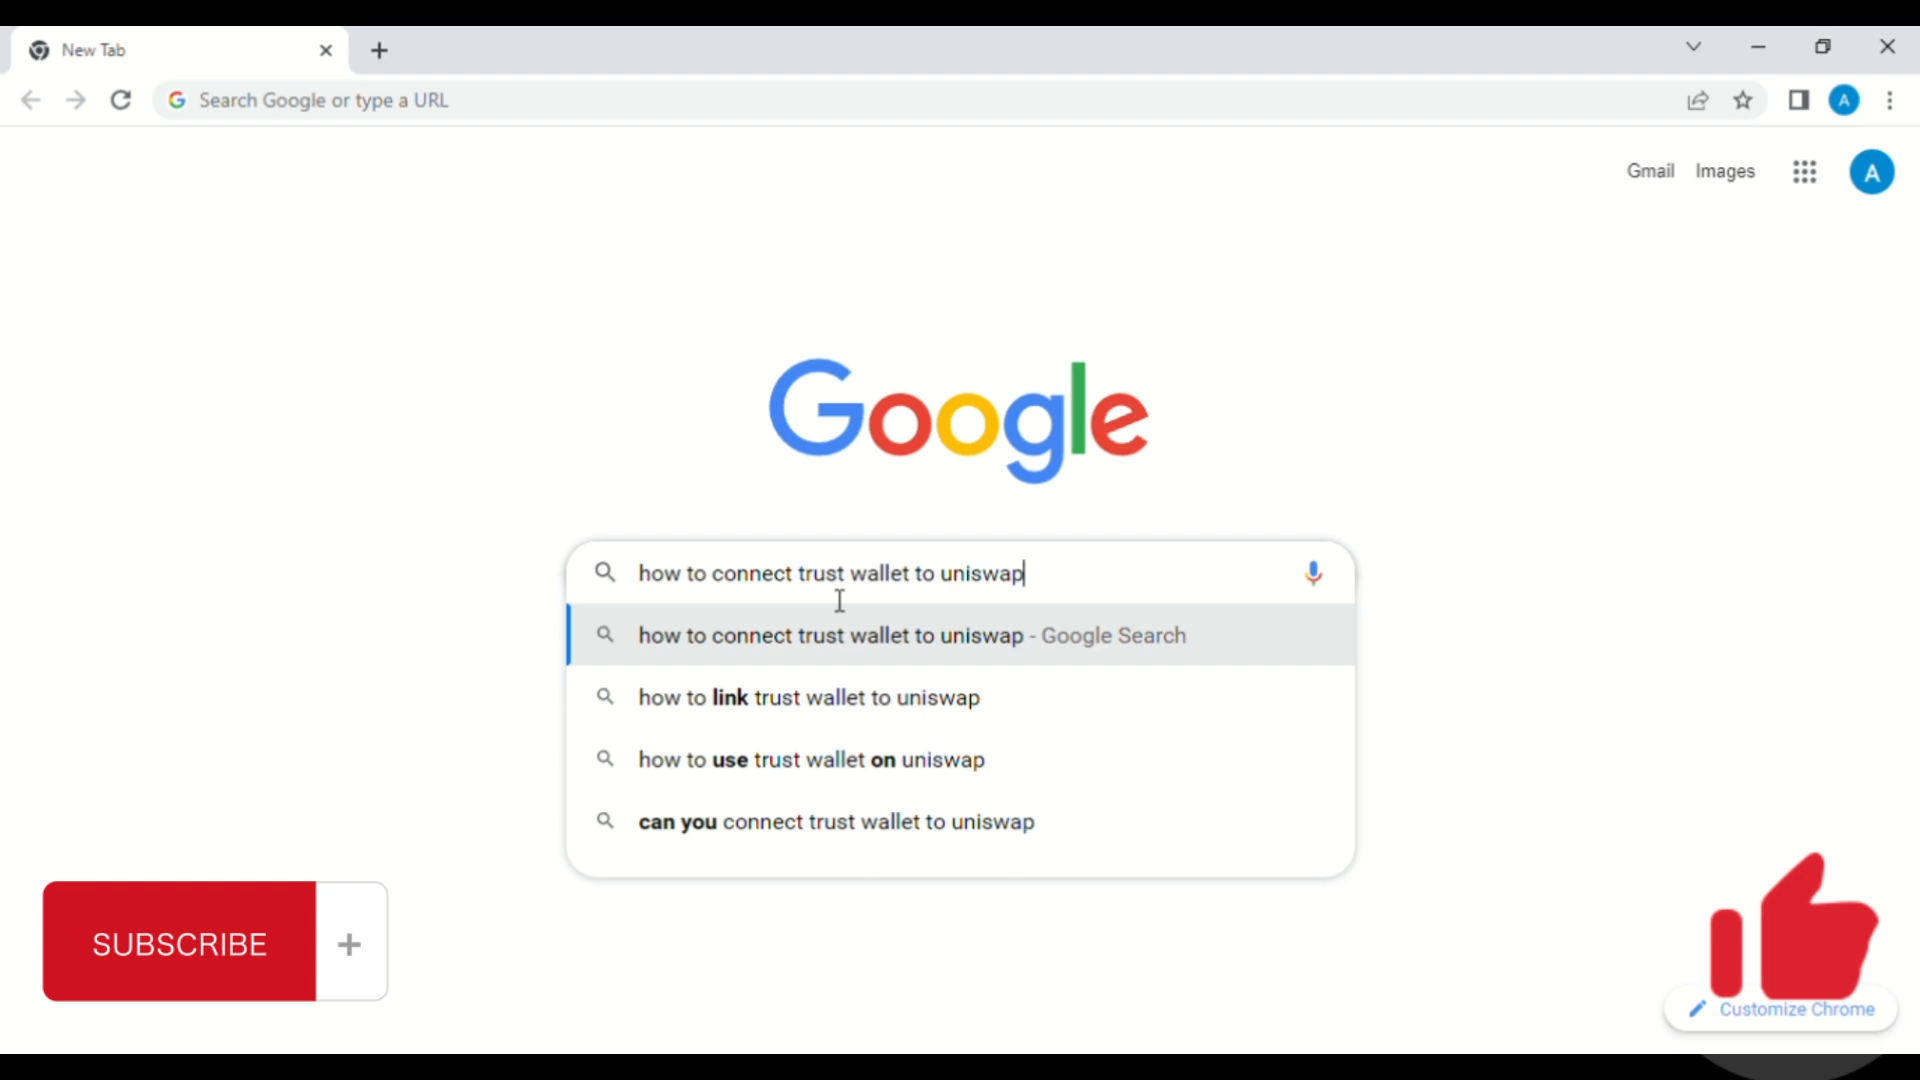 New Tab
Search Google or type a URL
A
Gmail Images
A
Google
how to connect trust wallet to uniswap
how to connect trust wallet to uniswap - Google Search
how to link trust wallet to uniswap
how to use trust wallet on uniswap
can you connect trust wallet to uniswap
SUBSCRIBE +
Customize Chrome